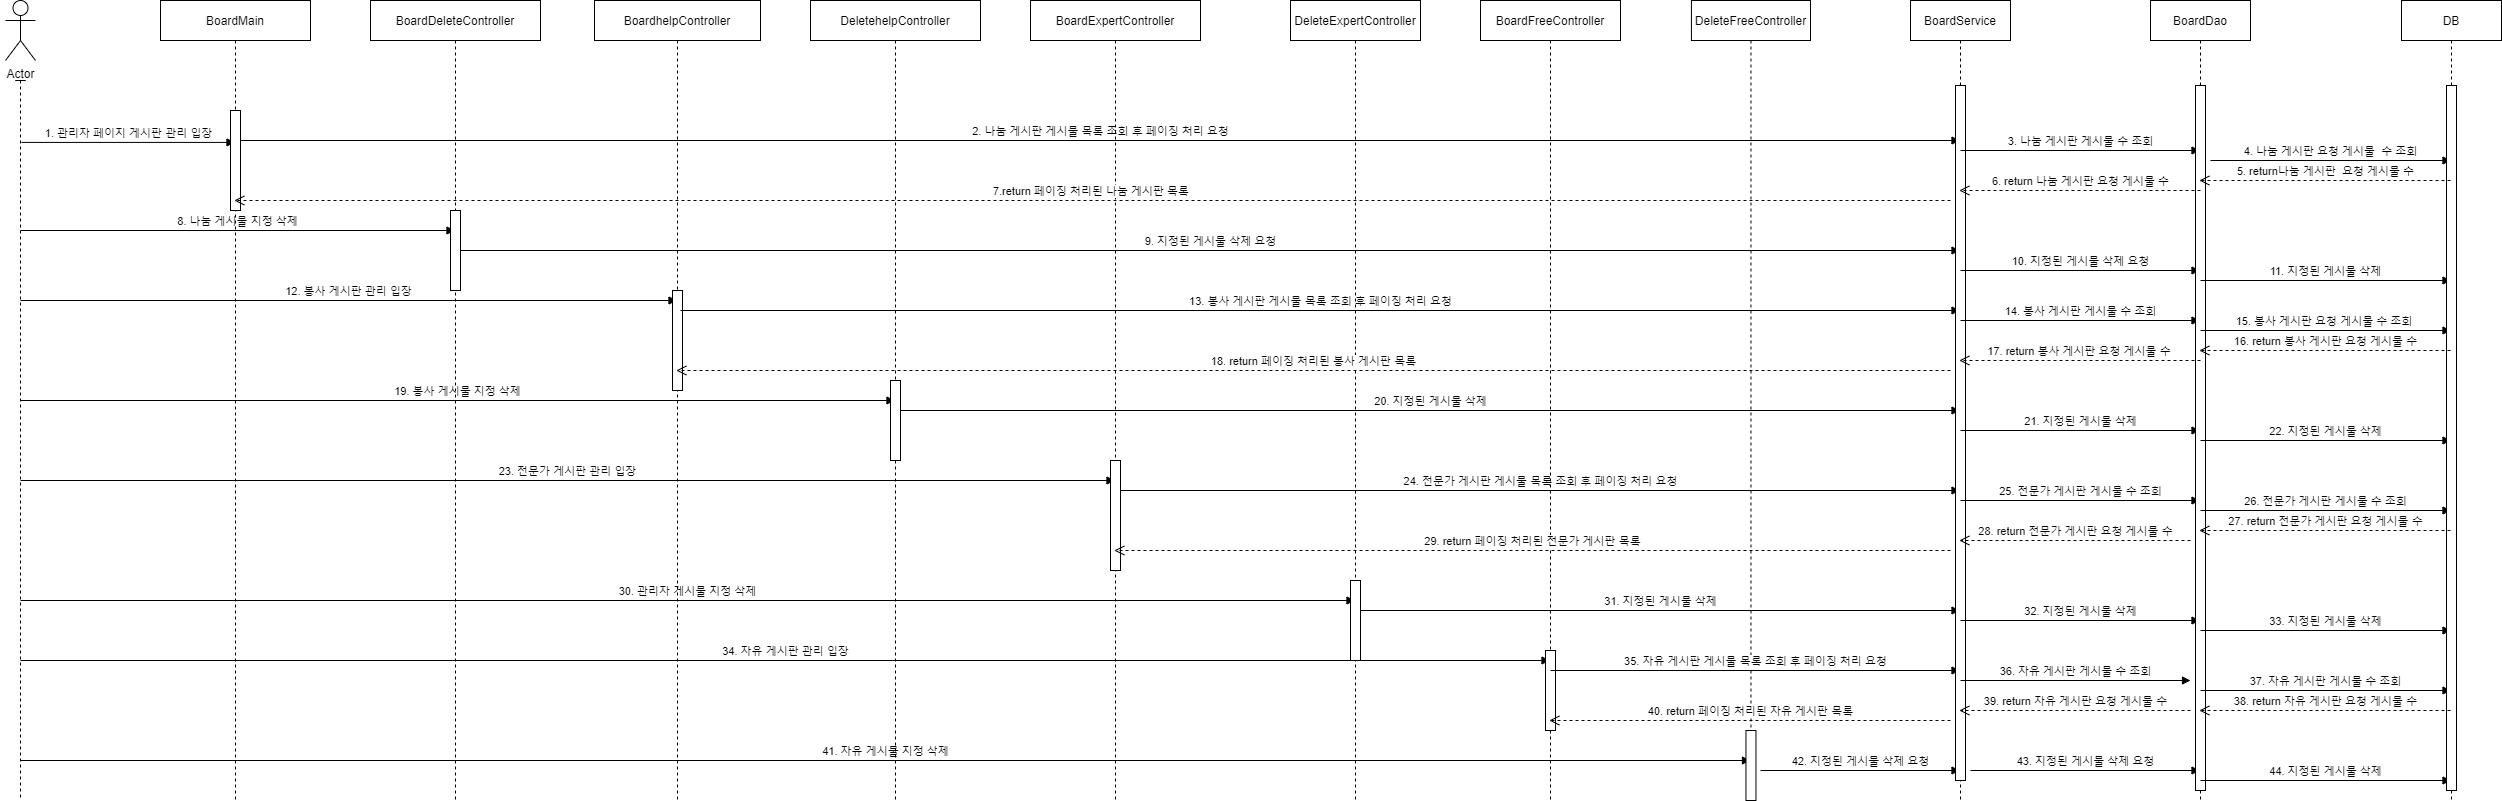 BoardMain
BoardDeleteController
BoardhelpController
DeletehelpController
BoardExpertController
DeleteExpertController
BoardFreeController
DeleteFreeController
BoardService
BoardDao
DB
Actor
1. 관리자 페이지 게시판 관리 입장
2. 나눔 게시판 게시물 목록 조회 후 페이징 처리 요청
3. 나눔 게시판 게시물 수 조회
4. 나눔 게시판 요청 게시물  수 조회
5. return나눔 게시판  요청 게시물 수
6. return 나눔 게시판 요청 게시물 수
7.return 페이징 처리된 나눔 게시판 목록
8. 나눔 게시물 지정 삭제
9. 지정된 게시물 삭제 요청
10. 지정된 게시물 삭제 요청
11. 지정된 게시물 삭제
12. 봉사 게시판 관리 입장
13. 봉사 게시판 게시물 목록 조회 후 페이징 처리 요청
14. 봉사 게시판 게시물 수 조회
15. 봉사 게시판 요청 게시물 수 조회
16. return 봉사 게시판 요청 게시물 수
17. return 봉사 게시판 요청 게시물 수
18. return 페이징 처리된 봉사 게시판 목록
19. 봉사 게시물 지정 삭제
20. 지정된 게시물 삭제
21. 지정된 게시물 삭제
22. 지정된 게시물 삭제
23. 전문가 게시판 관리 입장
24. 전문가 게시판 게시물 목록 조회 후 페이징 처리 요청
25. 전문가 게시판 게시물 수 조회
26. 전문가 게시판 게시물 수 조회
27. return 전문가 게시판 요청 게시물 수
28. return 전문가 게시판 요청 게시물 수
29. return 페이징 처리된 전문가 게시판 목록
30. 관리자 게시물 지정 삭제
31. 지정된 게시물 삭제
32. 지정된 게시물 삭제
33. 지정된 게시물 삭제
34. 자유 게시판 관리 입장
35. 자유 게시판 게시물 목록 조회 후 페이징 처리 요청
36. 자유 게시판 게시물 수 조회
37. 자유 게시판 게시물 수 조회
38. return 자유 게시판 요청 게시물 수
39. return 자유 게시판 요청 게시물 수
40. return 페이징 처리된 자유 게시판 목록
41. 자유 게시물 지정 삭제
42. 지정된 게시물 삭제 요청
43. 지정된 게시물 삭제 요청
44. 지정된 게시물 삭제